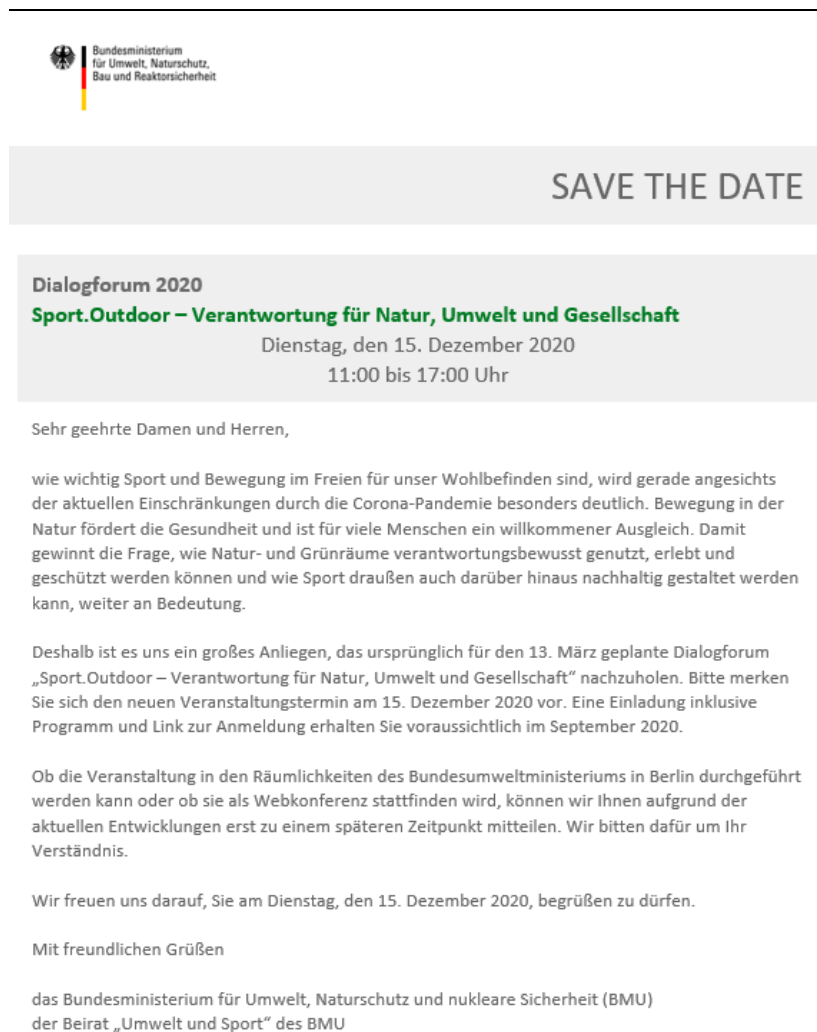 Bundesministerium
für Umwelt, Naturschutz,
Bau und Reaktorsicherheit
SAVE THE DATE
Dialogforum 2020
Sport.Outdoor – Verantwortung für Natur, Umwelt und Gesellschaft
Dienstag, den 15. Dezember 2020
11:00 bis 17:00 Uhr
Sehr geehrte Damen und Herren,
wie wichtig Sport und Bewegung im Freien für unser Wohlbefinden sind, wird gerade angesichts
der aktuellen Einschränkungen durch die Corona-Pandemie besonders deutlich. Bewegung in der
Natur fördert die Gesundheit und ist für viele Menschen ein willkommener Ausgleich. Damit
gewinnt die Frage, wie Natur- und Grünräume verantwortungsbewusst genutzt, erlebt und
geschützt werden können und wie Sport draußen auch darüber hinaus nachhaltig gestaltet werden
kann, weiter an Bedeutung.
Deshalb ist es uns ein großes Anliegen, das ursprünglich für den 13. März geplante Dialogforum
„Sport.Outdoor – Verantwortung für Natur, Umwelt und Gesellschaft“ nachzuholen. Bitte merken
Sie sich den neuen Veranstaltungstermin am 15. Dezember 2020 vor. Eine Einladung inklusive
Programm und Link zur Anmeldung erhalten Sie voraussichtlich im September 2020.
Ob die Veranstaltung in den Räumlichkeiten des Bundesumweltministeriums in Berlin durchgeführt
werden kann oder ob sie als Webkonferenz stattfinden wird, können wir Ihnen aufgrund der
aktuellen Entwicklungen erst zu einem späteren Zeitpunkt mitteilen. Wir bitten dafür um Ihr
Verständnis.
Wir freuen uns darauf, Sie am Dienstag, den 15. Dezember 2020, begrüßen zu dürfen.
Mit freundlichen Grüßen
das Bundesministerium für Umwelt, Naturschutz und nukleare Sicherheit (BMU)
der Beirat „Umwelt und Sport“ des BMU